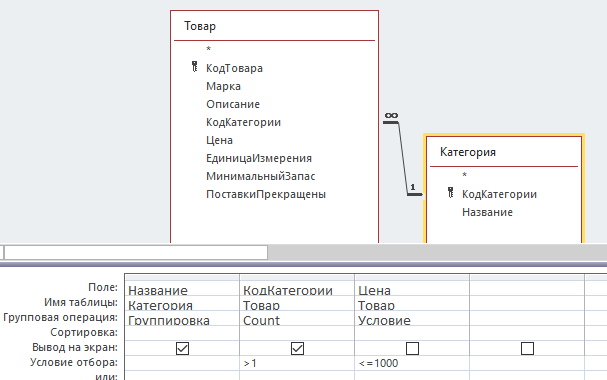 Товар
*
КодТовара
Марка
Описание
КодКатегории
Цена
ЕдиницаИзмерения
МинимальныйЗапас
ПоставкиПрекращены
∞
1
Категория
*
КодКатегории
Название
Поле: Название КодКатегории Цена
Имя таблицы: Категория Товар Товар
Групповая операция: Группировка Count Условие
Сортировка:
Вывод на экран:
Условие отбора: >1 <=1000
или: